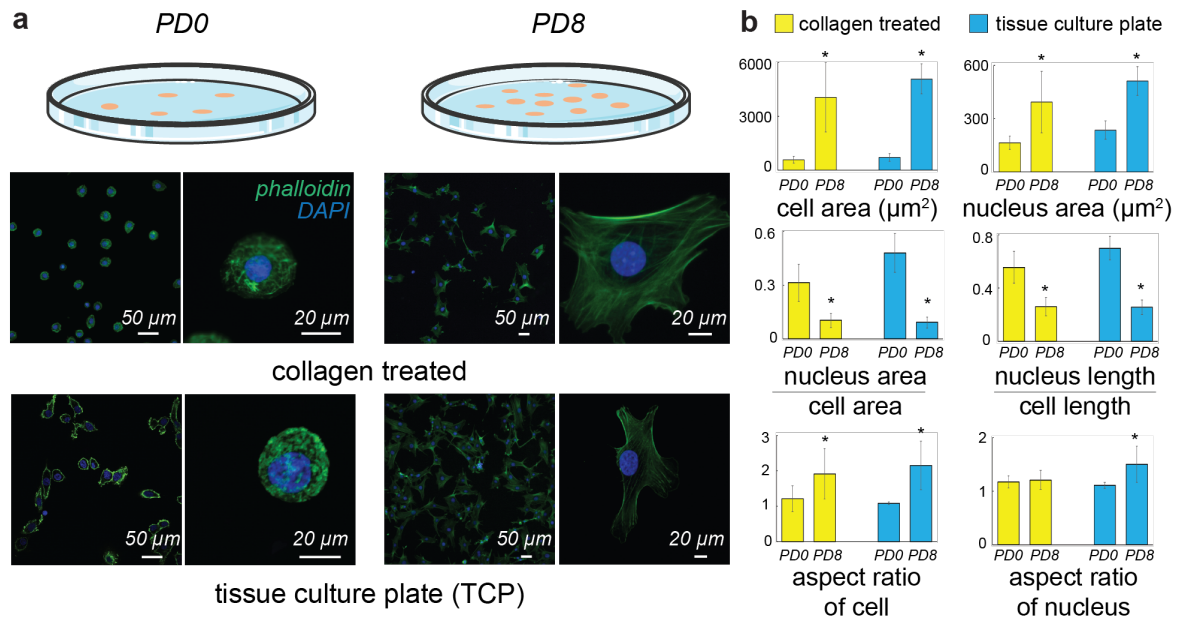 a
PD0
PD8
phalloidin
DAPI
50 μm
20 μm
50 μm
20 μm
collagen treated
50 μm
20 μm
50 μm
20 μm
tissue culture plate (TCP)
b
collagen treated
tissue culture plate
6000
3000
0
*
*
PD0 PD8
PD0 PD8
cell area (μm²)
600
300
0
*
*
PD0 PD8
PD0 PD8
nucleus area (μm²)
0.6
0.3
0
*
*
PD0 PD8
PD0 PD8
nucleus area
cell area
0.8
0.4
0
*
*
PD0 PD8
PD0 PD8
nucleus length
cell length
3
2
1
0
*
*
PD0 PD8
PD0 PD8
aspect ratio
of cell
2
1
0
*
PD0 PD8
PD0 PD8
aspect ratio
of nucleus